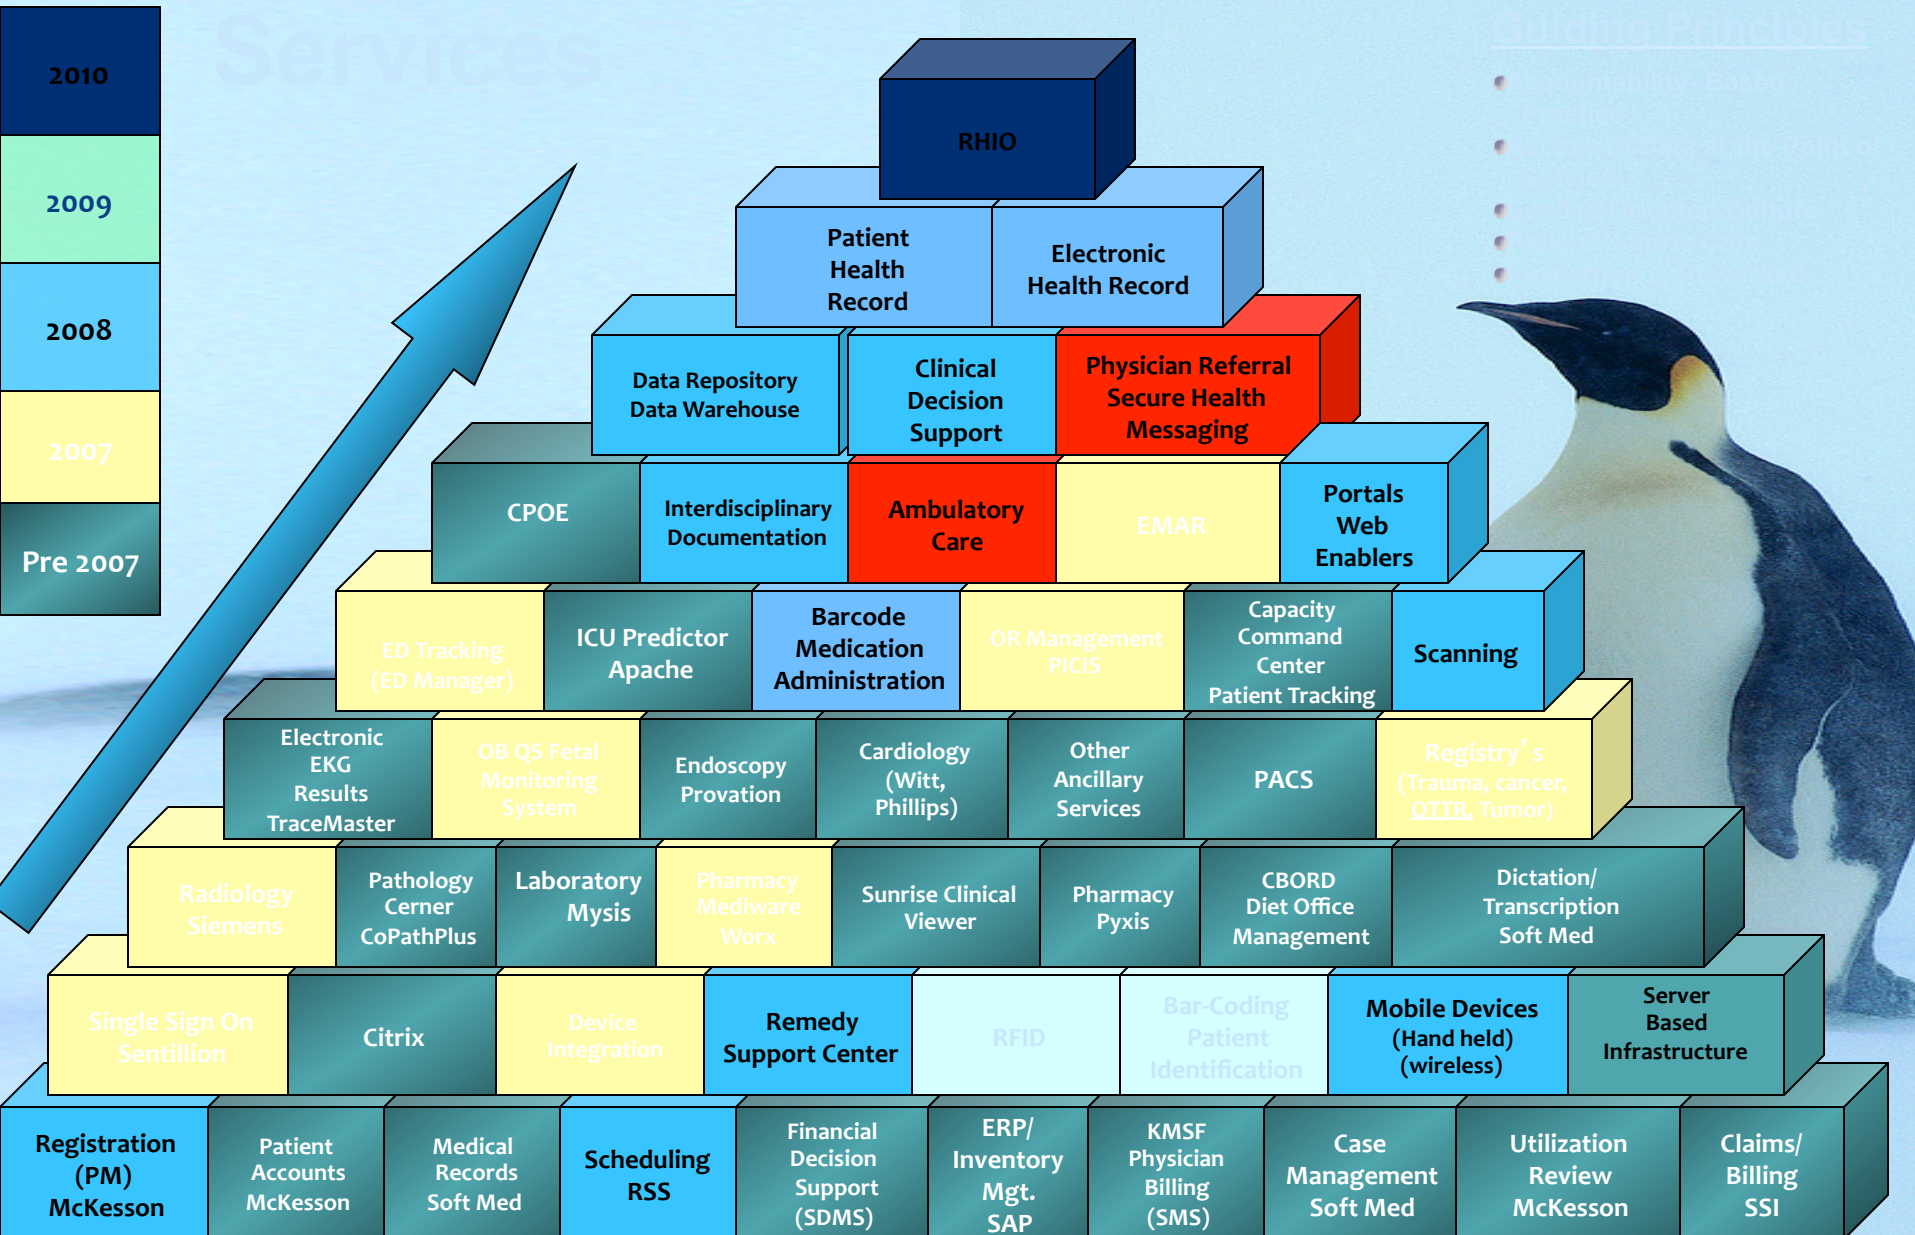 Services
Guiding Principles
2010
2009
2008
2007
Pre 2007
RHIO
Patient
Health
Record
Electronic
Health Record
Data Repository
Data Warehouse
Clinical
Decision
Support
Physician Referral
Secure Health
Messaging
CPOE
Interdisciplinary
Documentation
Ambulatory
Care
EMAR
Portals
Web
Enablers
ED Tracking
(ED Manager)
ICU Predictor
Apache
Barcode
Medication
Administration
OR Management
PICIS
Capacity
Command
Center
Patient Tracking
Scanning
Electronic
EKG
Results
TraceMaster
OB QS Fetal
Monitoring
System
Endoscopy
Provation
Cardiology
(Witt,
Phillips)
Other
Ancillary
Services
PACS
Registry’ s
(Trauma, cancer,
OTTR, Tumor)
Radiology
Siemens
Pathology
Cerner
CoPathPlus
Laboratory
Mysis
Pharmacy
Mediware
Worx
Sunrise Clinical
Viewer
Pharmacy
Pyxis
CBORD
Diet Office
Management
Dictation/
Transcription
Soft Med
Single Sign On
Sentillion
Citrix
Device
Integration
Remedy
Support Center
RFID
Bar-Coding
Patient
Identification
Mobile Devices
(Hand held)
(wireless)
Server
Based
Infrastructure
Registration
(PM)
McKesson
Patient
Accounts
McKesson
Medical
Records
Soft Med
Scheduling
RSS
Financial
Decision
Support
(SDMS)
ERP/
Inventory
Mgt.
SAP
KMSF
Physician
Billing
(SMS)
Case
Management
Soft Med
Utilization
Review
McKesson
Claims/
Billing
SSI